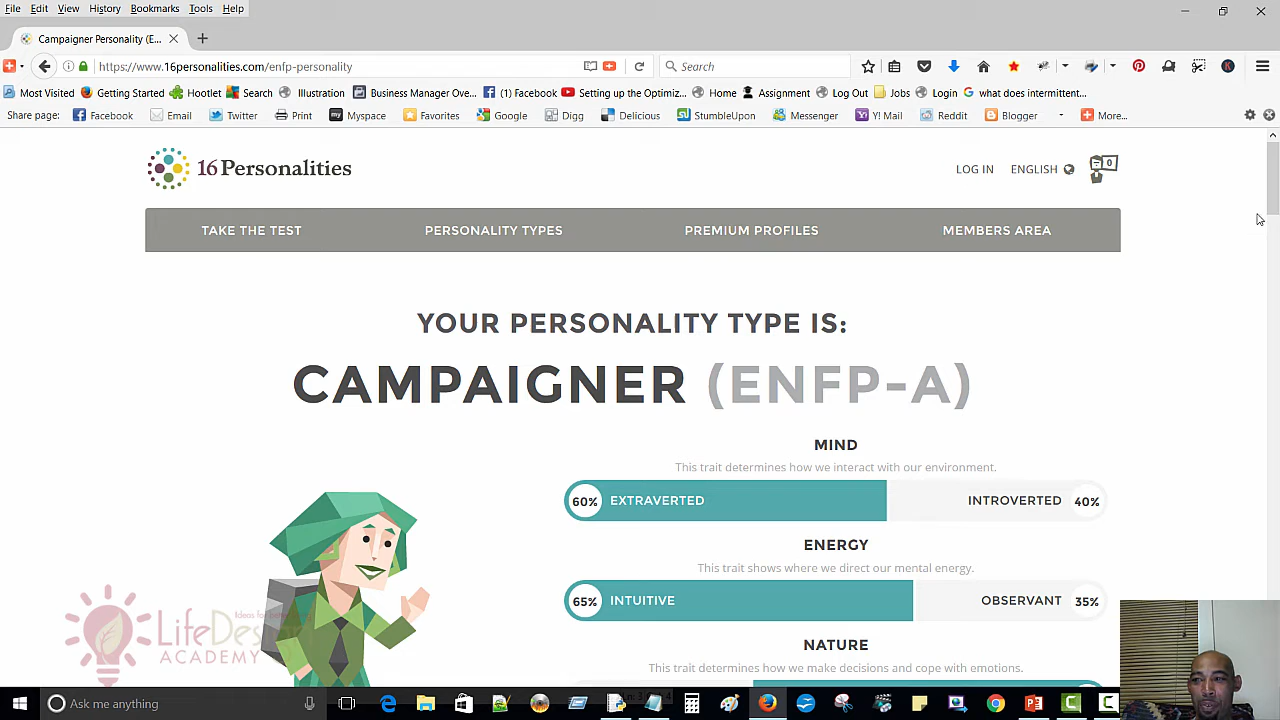 File Edit View History Bookmarks Tools Help
Campaigner Personality (E...
https://www.16personalities.com/enfp-personality
Search
Most Visited Getting Started Hootlet Search Illustration Business Manager Ove... (1) Facebook Setting up the Optimiz... Home Assignment Log Out Jobs Login what does intermittent...
Share page: Facebook Email Twitter Print Myspace Favorites Google Digg Delicious StumbleUpon Messenger Y! Mail Reddit Blogger More...
16Personalities
LOG IN ENGLISH 0
TAKE THE TEST PERSONALITY TYPES PREMIUM PROFILES MEMBERS AREA
YOUR PERSONALITY TYPE IS:
CAMPAIGNER (ENFP-A)
MIND
This trait determines how we interact with our environment.
60% EXTRAVERTED INTROVERTED 40%
ENERGY
This trait shows where we direct our mental energy.
65% INTUITIVE OBSERVANT 35%
NATURE
This trait determines how we make decisions and cope with emotions.
Ideas for
LifeDes
ACADEMY
Ask me anything